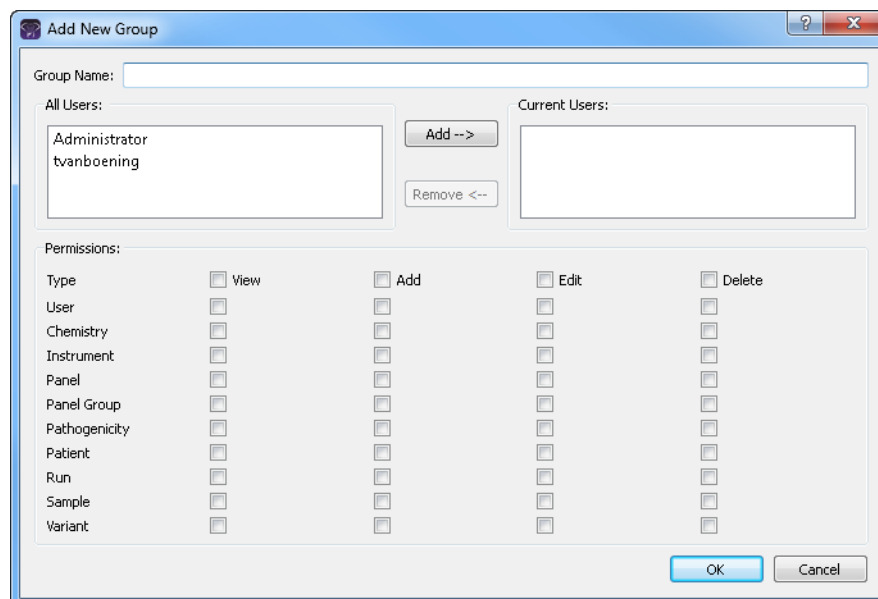 Add New Group
Group Name:
All Users:
Current Users:
Administrator
tvanboening
Add -->
Remove <--
Permissions:
Type View Add Edit Delete
User
Chemistry
Instrument
Panel
Panel Group
Pathogenicity
Patient
Run
Sample
Variant
OK Cancel